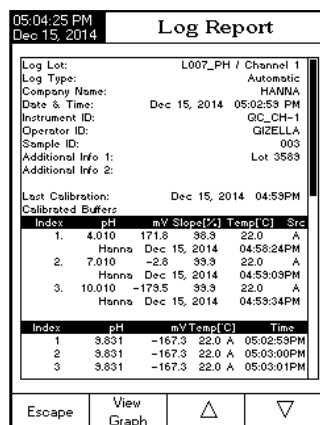 05:04:25 PM
Dec 15, 2014
Log Report
Log Lot: L007_PH / Channel 1
Log Type: Automatic
Company Name: HANNA
Date & Time: Dec 15, 2014 05:02:59 PM
Instrument ID: QC_CH-1
Operator ID: GIZELLA
Sample ID: 003
Additional Info 1: Lot 3589
Additional Info 2:
Last Calibration: Dec 15, 2014 04:59PM
Calibrated Buffers
Index pH mV Slope[%] Temp[°C] Src
1. 4.010 171.8 98.9 22.0 A
Hanna Dec 15, 2014 04:58:24PM
2. 7.010 -2.8 99.9 22.0 A
Hanna Dec 15, 2014 04:59:09PM
3. 10.010 -179.5 99.9 22.0 A
Hanna Dec 15, 2014 04:59:34PM
Index pH mV Temp[°C] Time
1 9.831 -167.3 22.0 A 05:02:59PM
2 9.831 -167.3 22.0 A 05:03:00PM
3 9.831 -167.3 22.0 A 05:03:01PM
Escape
View
Graph